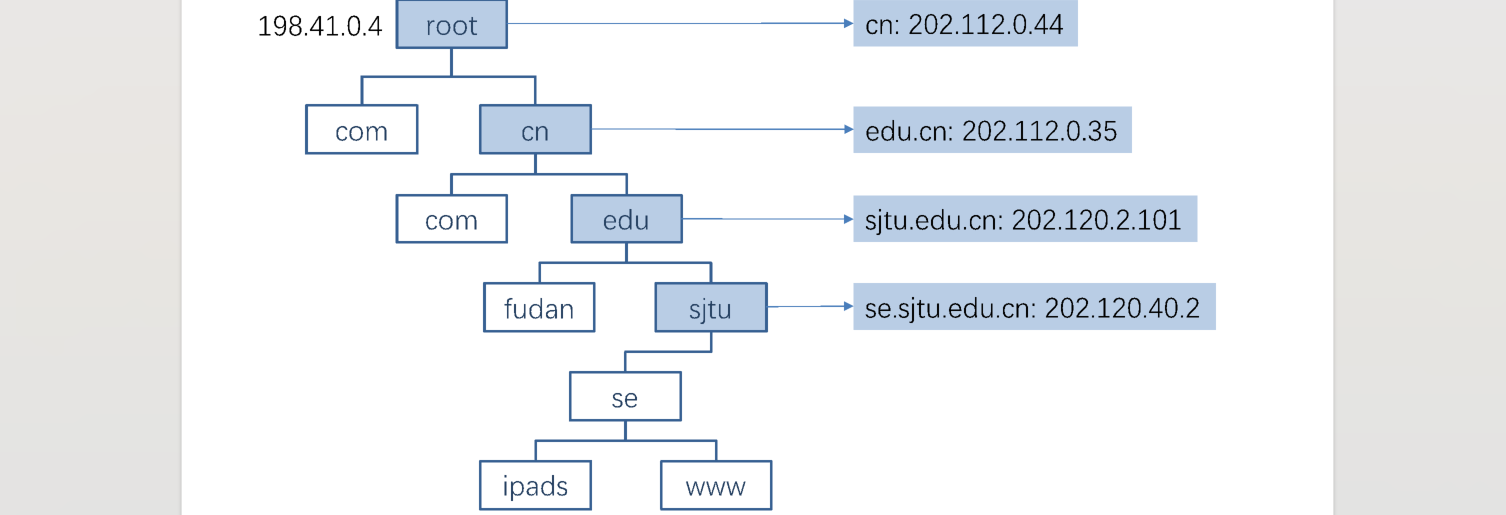 198.41.0.4 root cn: 202.112.0.44
com cn edu.cn: 202.112.0.35
com edu sjtu.edu.cn: 202.120.2.101
fudan sjtu se.sjtu.edu.cn: 202.120.40.2
se
ipads www